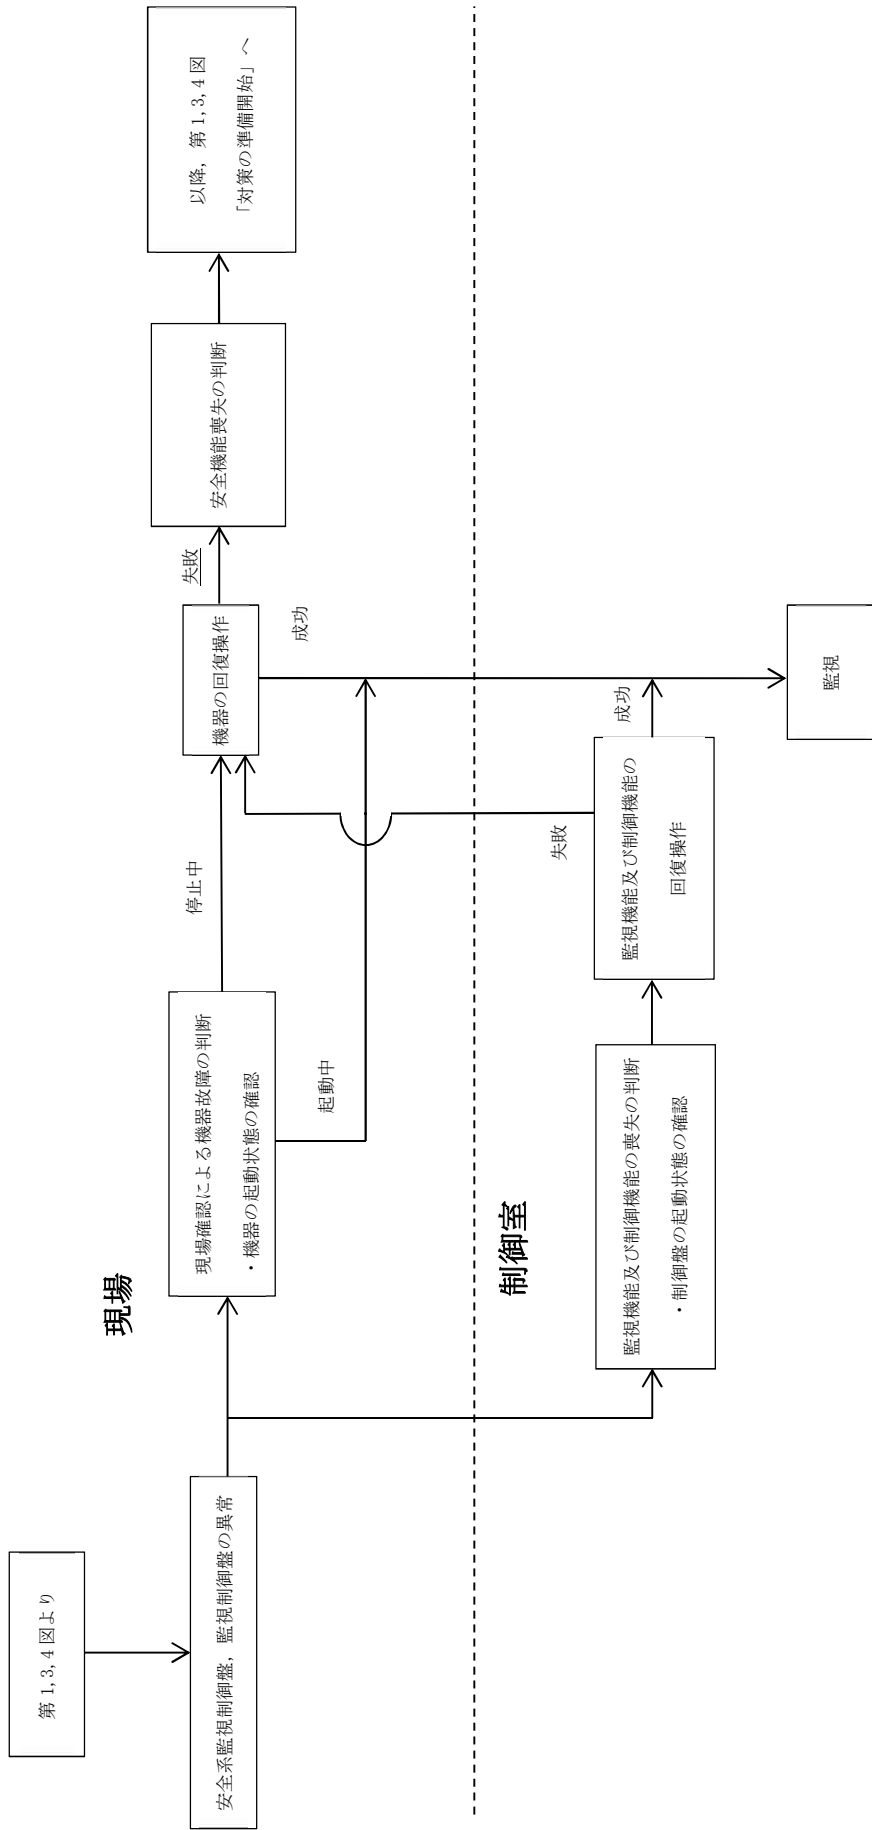 第 1, 3, 4 図より
安全系監視制御盤，監視制御盤の異常
現場
現場確認による機器故障の判断
・機器の起動状態の確認
停止中
起動中
機器の回復操作
失敗
成功
安全機能喪失の判断
以降，第 1, 3, 4 図
「対策の準備開始」へ
制御室
監視機能及び制御機能の喪失の判断
・制御盤の起動状態の確認
監視機能及び制御機能の
回復操作
失敗
成功
監視